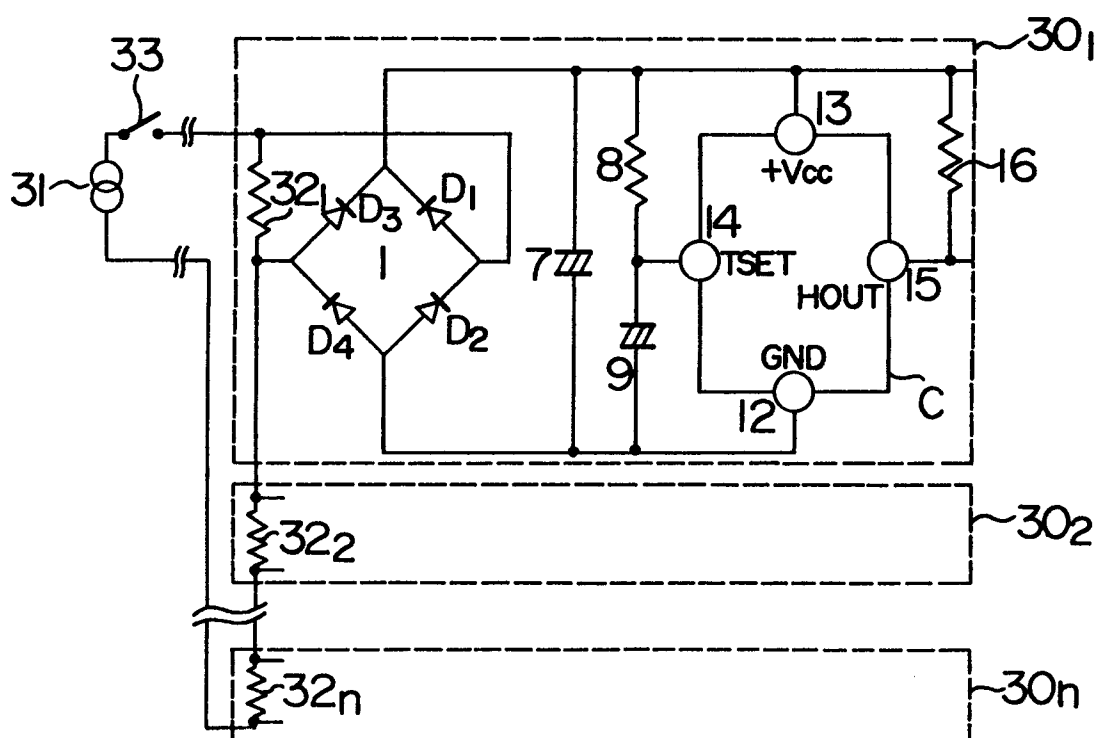 33
30₁
31
32₁
D₃
D₁
1
D₄
D₂
7
8
9
13
+Vcc
14
TSET
HOUT
15
16
GND
12
C
32₂
30₂
32n
30n